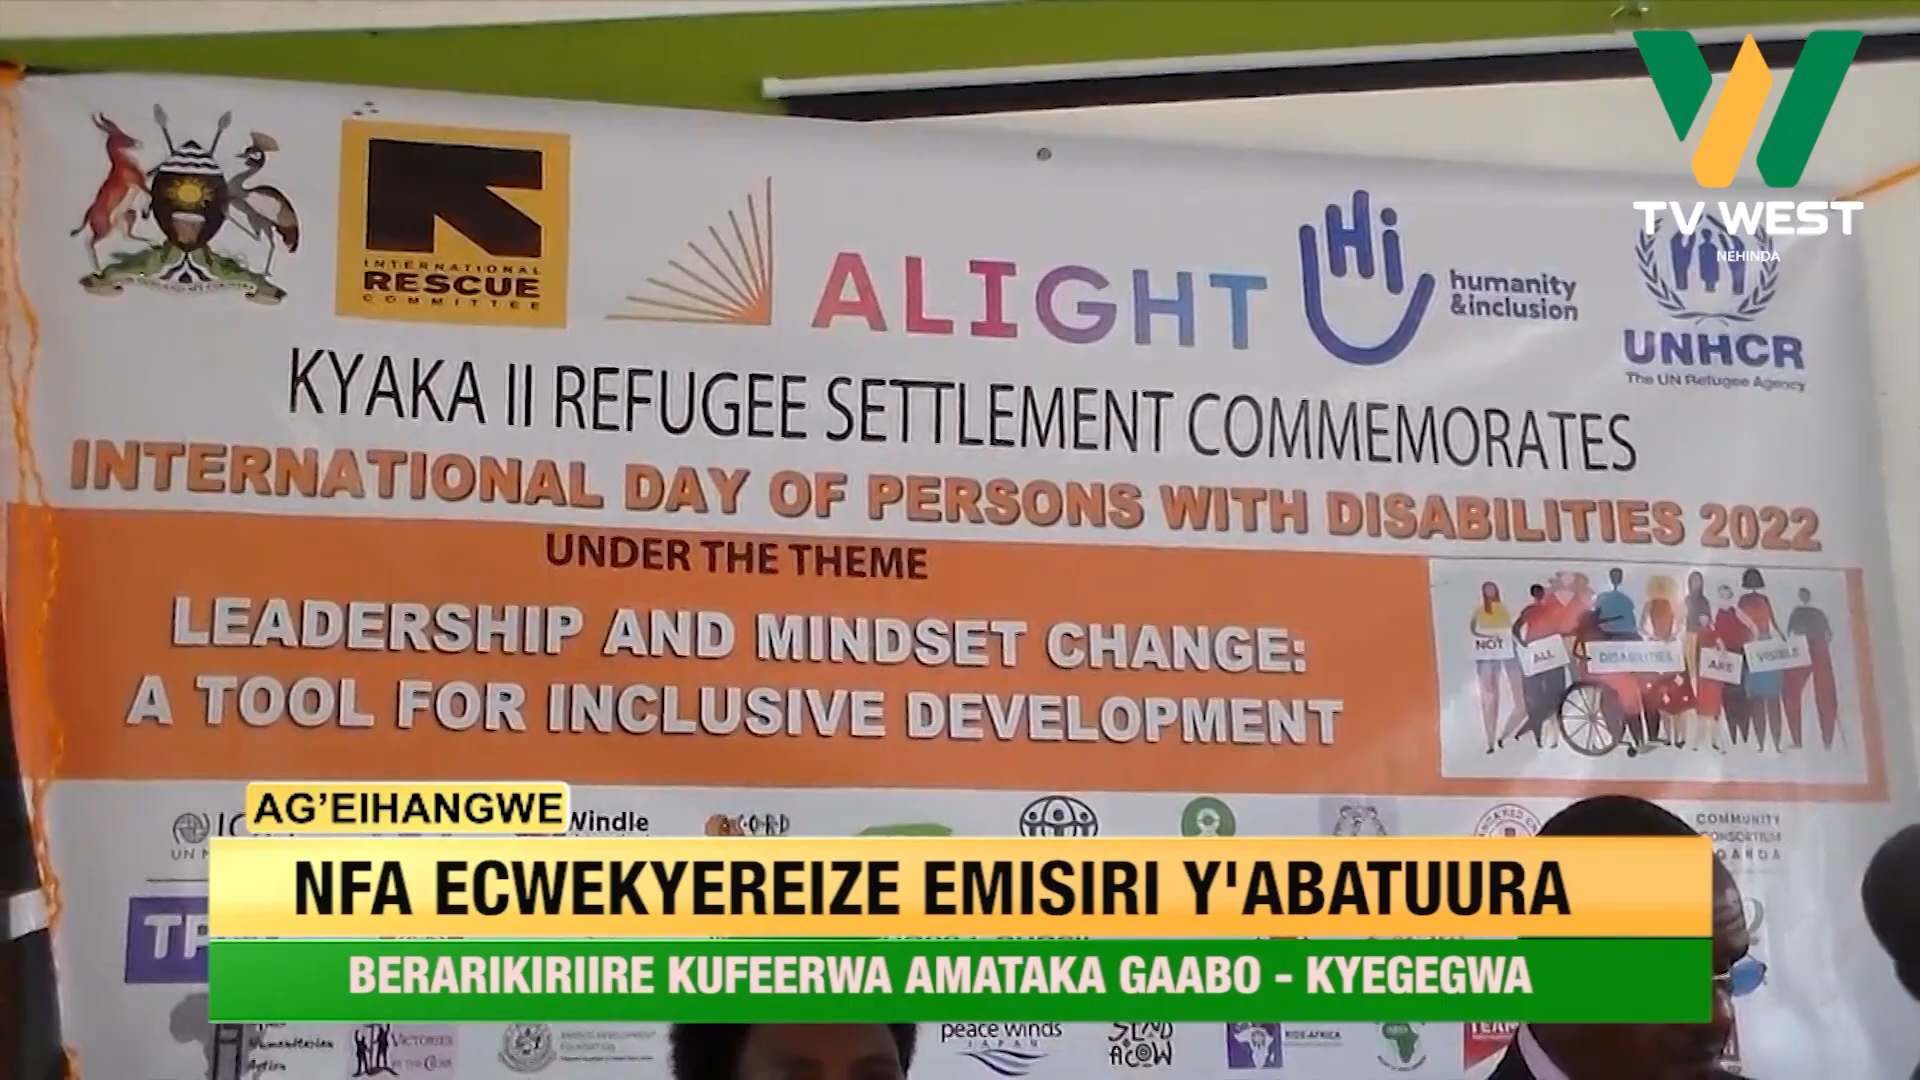 TV WEST
NEHINDA
INTERNATIONAL
RESCUE
COMMITTEE
ALIGHT
Hi
humanity
&inclusion
UNHCR
The UN Refugee Agency
KYAKA II REFUGEE SETTLEMENT COMMEMORATES
INTERNATIONAL DAY OF PERSONS WITH DISABILITIES 2022
UNDER THE THEME
LEADERSHIP AND MINDSET CHANGE:
A TOOL FOR INCLUSIVE DEVELOPMENT
NOT ALL DISABILITIES ARE VISIBLE
AG'EIHANGWE
Windle
COMMUNITY
NFA ECWEKYEREIZE EMISIRI Y'ABATUURA
BERARIKIRIIRE KUFEERWA AMATAKA GAABO - KYEGEGWA
VICTORIES
peace winds
JAPAN